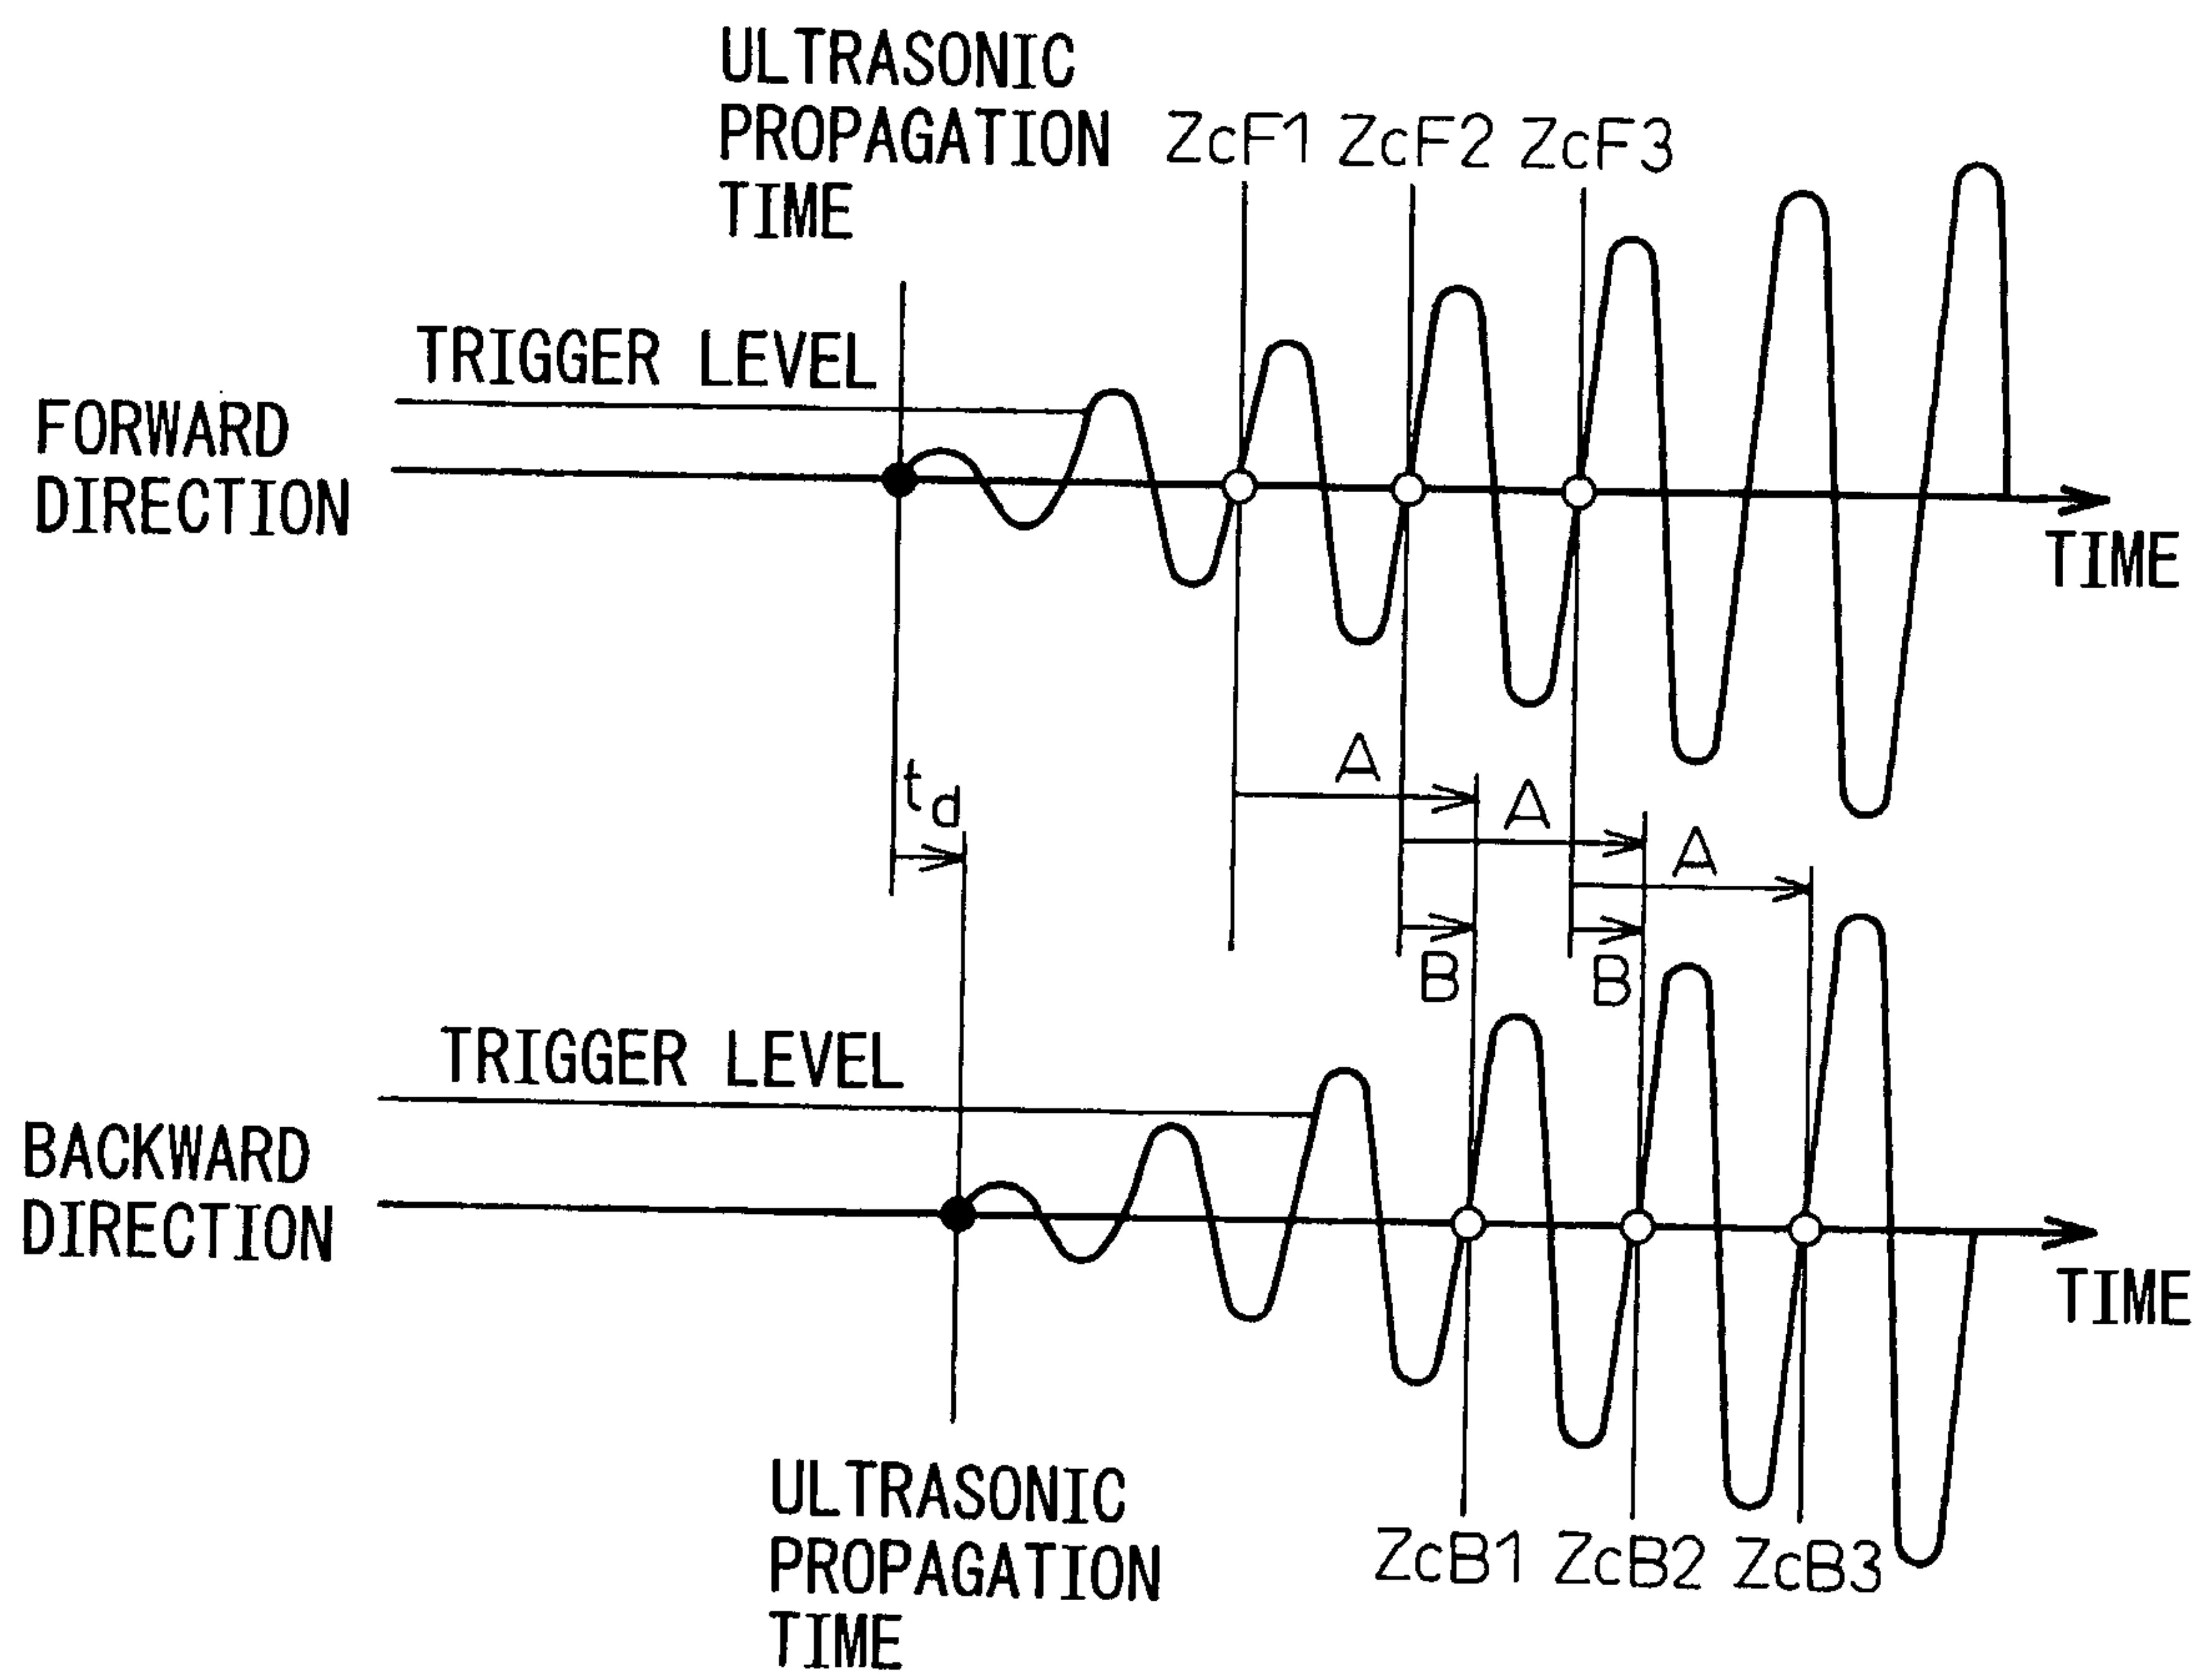 ULTRASONIC
PROPAGATION
TIME
ZcF1 ZcF2 ZcF3
TRIGGER LEVEL
FORWARD
DIRECTION
TIME
td
A
A
A
B
B
TRIGGER LEVEL
BACKWARD
DIRECTION
TIME
ULTRASONIC
PROPAGATION
TIME
ZcB1 ZcB2 ZcB3